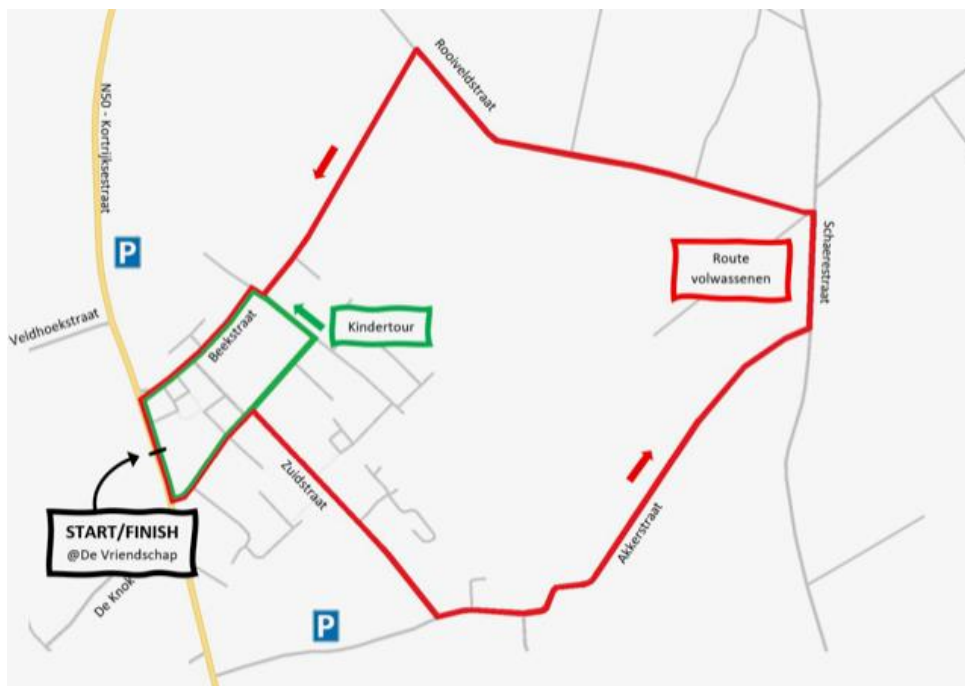 Rooiveldstraat
N50 - Kortrijksestraat
P
Schaerestraat
Route
volwassenen
Veldhoekstraat
Beekstraat
Kindertour
Zuidstraat
START/FINISH
@De Vriendschap
Akkerstraat
De Knok
P